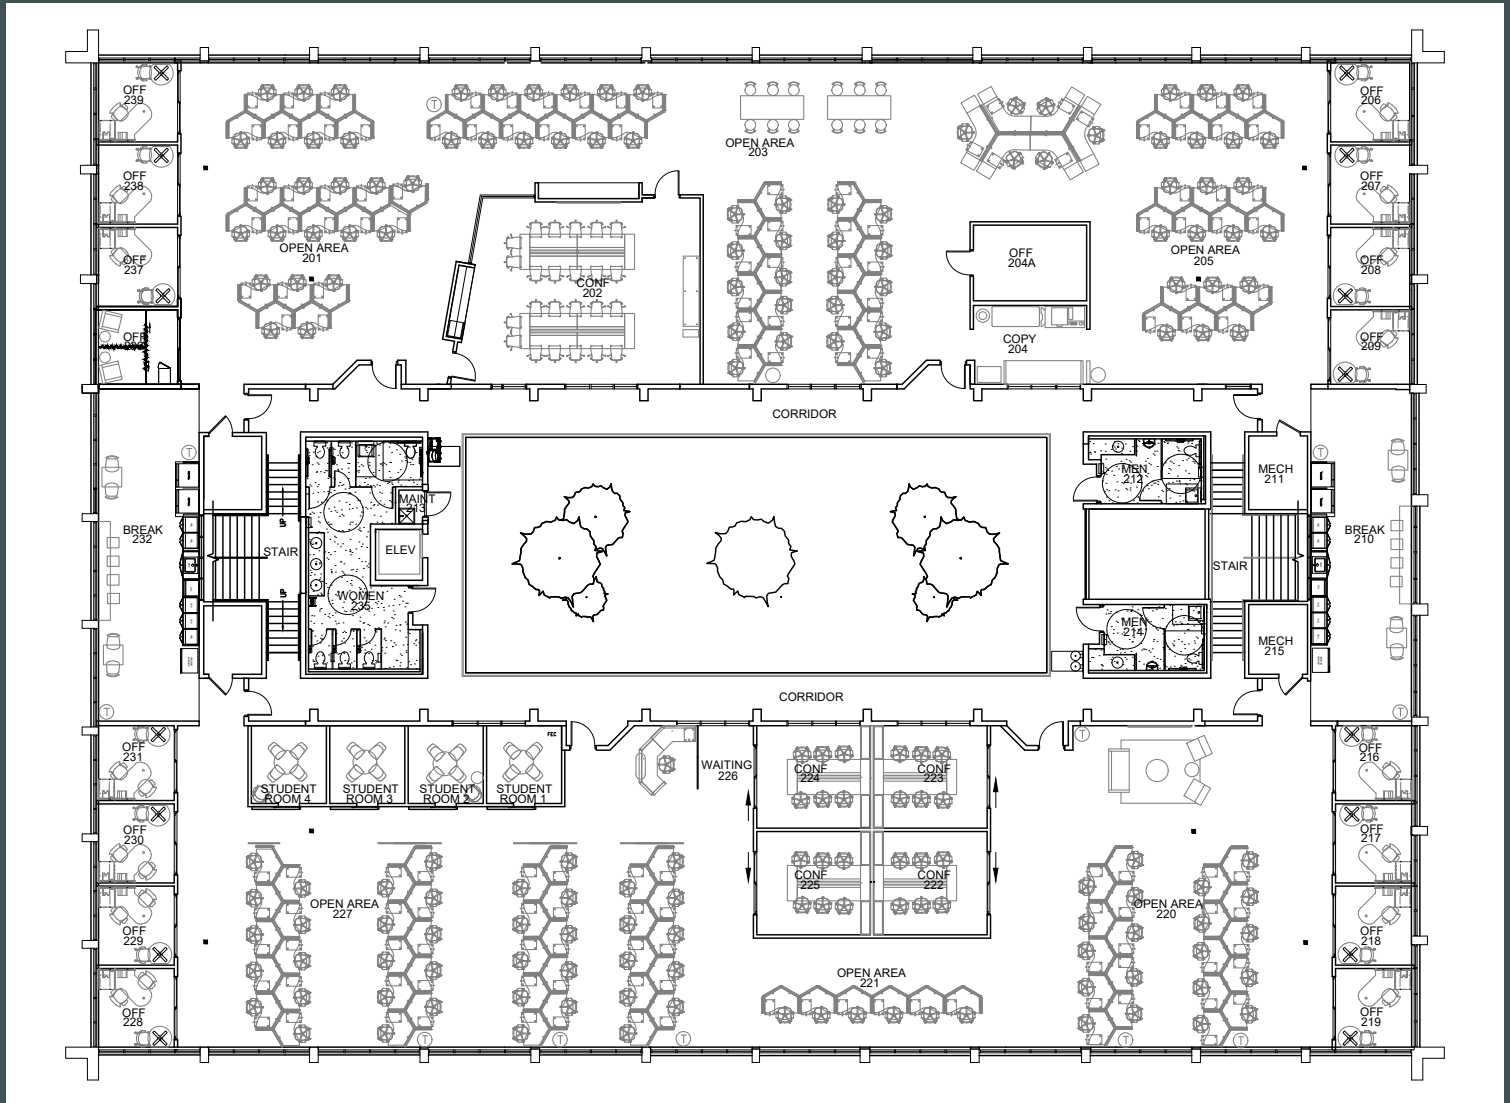 OFF
239
OFF
238
OFF
237
OFF
T
OPEN AREA
201
CONF
202
OPEN AREA
203
OFF
204A
COPY
204
OPEN AREA
205
OFF
206
OFF
207
OFF
208
OFF
209
CORRIDOR
T
BREAK
232
UP
STAIR
UP
MAINT
213
ELEV
WOMEN
235
T
MEN
212
MECH
211
T
STAIR
BREAK
210
MEN
214
MECH
215
T
CORRIDOR
OFF
231
OFF
230
OFF
229
OFF
228
STUDENT
ROOM 4
STUDENT
ROOM 3
STUDENT
ROOM 2
STUDENT
ROOM 1
FEC
WAITING
226
CONF
224
CONF
223
CONF
225
CONF
222
T
OPEN AREA
227
OPEN AREA
220
OPEN AREA
221
T
T
T
T
T
OFF
216
OFF
217
OFF
218
OFF
219